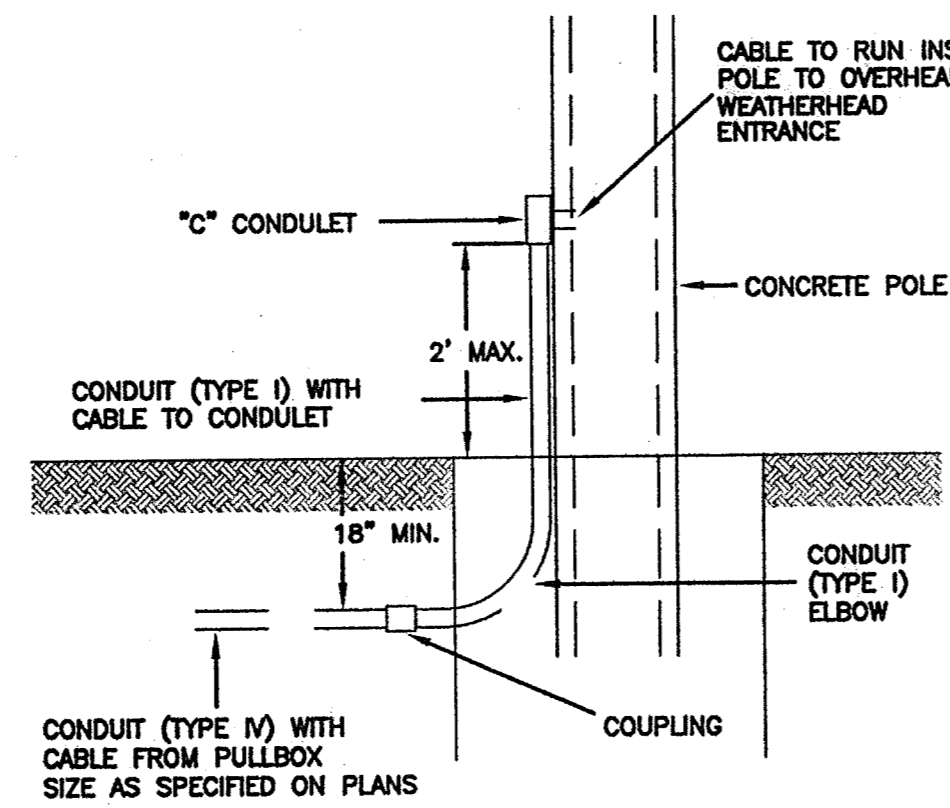 CABLE TO RUN INS
POLE TO OVERHEA
WEATHERHEAD
ENTRANCE
"C" CONDULET
CONCRETE POLE
2' MAX.
CONDUIT (TYPE I) WITH
CABLE TO CONDULET
18" MIN.
CONDUIT
(TYPE I)
ELBOW
COUPLING
CONDUIT (TYPE IV) WITH
CABLE FROM PULLBOX
SIZE AS SPECIFIED ON PLANS